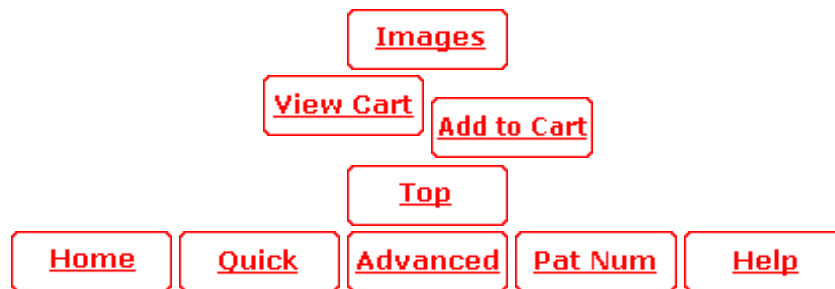 Images
View Cart
Add to Cart
Top
Home Quick Advanced Pat Num Help